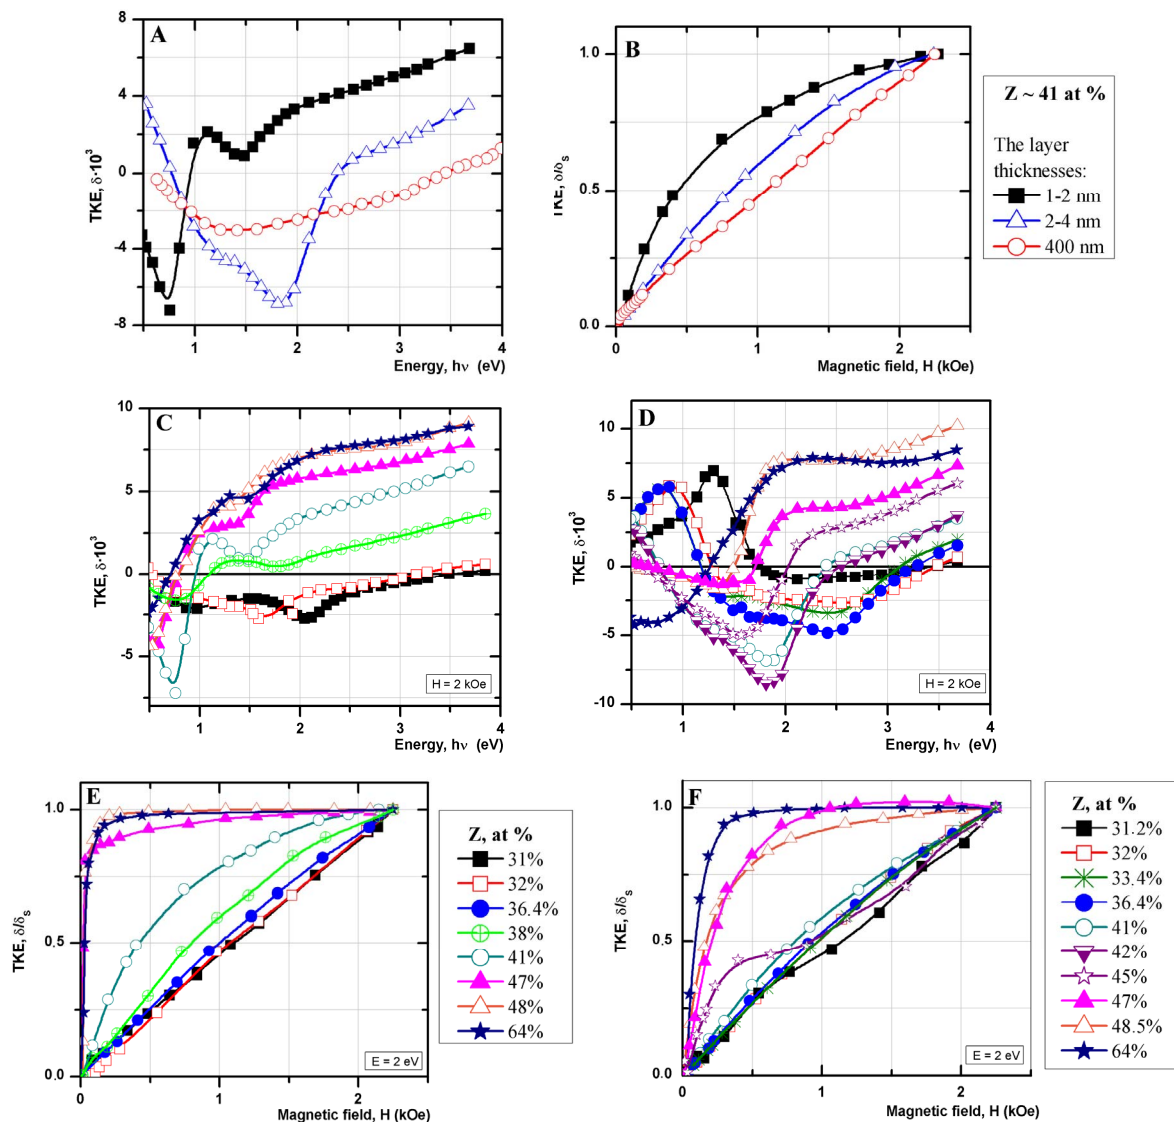 A
TKE, δ·10³
8
4
0
-4
-8
1
2
3
4
Energy, hν (eV)
B
TKE, δ/δs
1.0
0.5
0.0
0
1
2
Magnetic field, H (kOe)
Z ~ 41 at %
The layer
thicknesses:
1-2 nm
2-4 nm
400 nm
C
TKE, δ·10³
10
5
0
-5
1
2
3
4
Energy, hν (eV)
H = 2 kOe
D
TKE, δ·10³
10
5
0
-5
-10
1
2
3
4
Energy, hν (eV)
H = 2 kOe
E
TKE, δ/δs
1.0
0.5
0.0
0
1
2
Magnetic field, H (kOe)
E = 2 eV
Z, at %
31%
32%
36.4%
38%
41%
47%
48%
64%
F
TKE, δ/δs
1.0
0.5
0.0
0
1
2
Magnetic field, H (kOe)
E = 2 eV
Z, at %
31.2%
32%
33.4%
36.4%
41%
42%
45%
47%
48.5%
64%